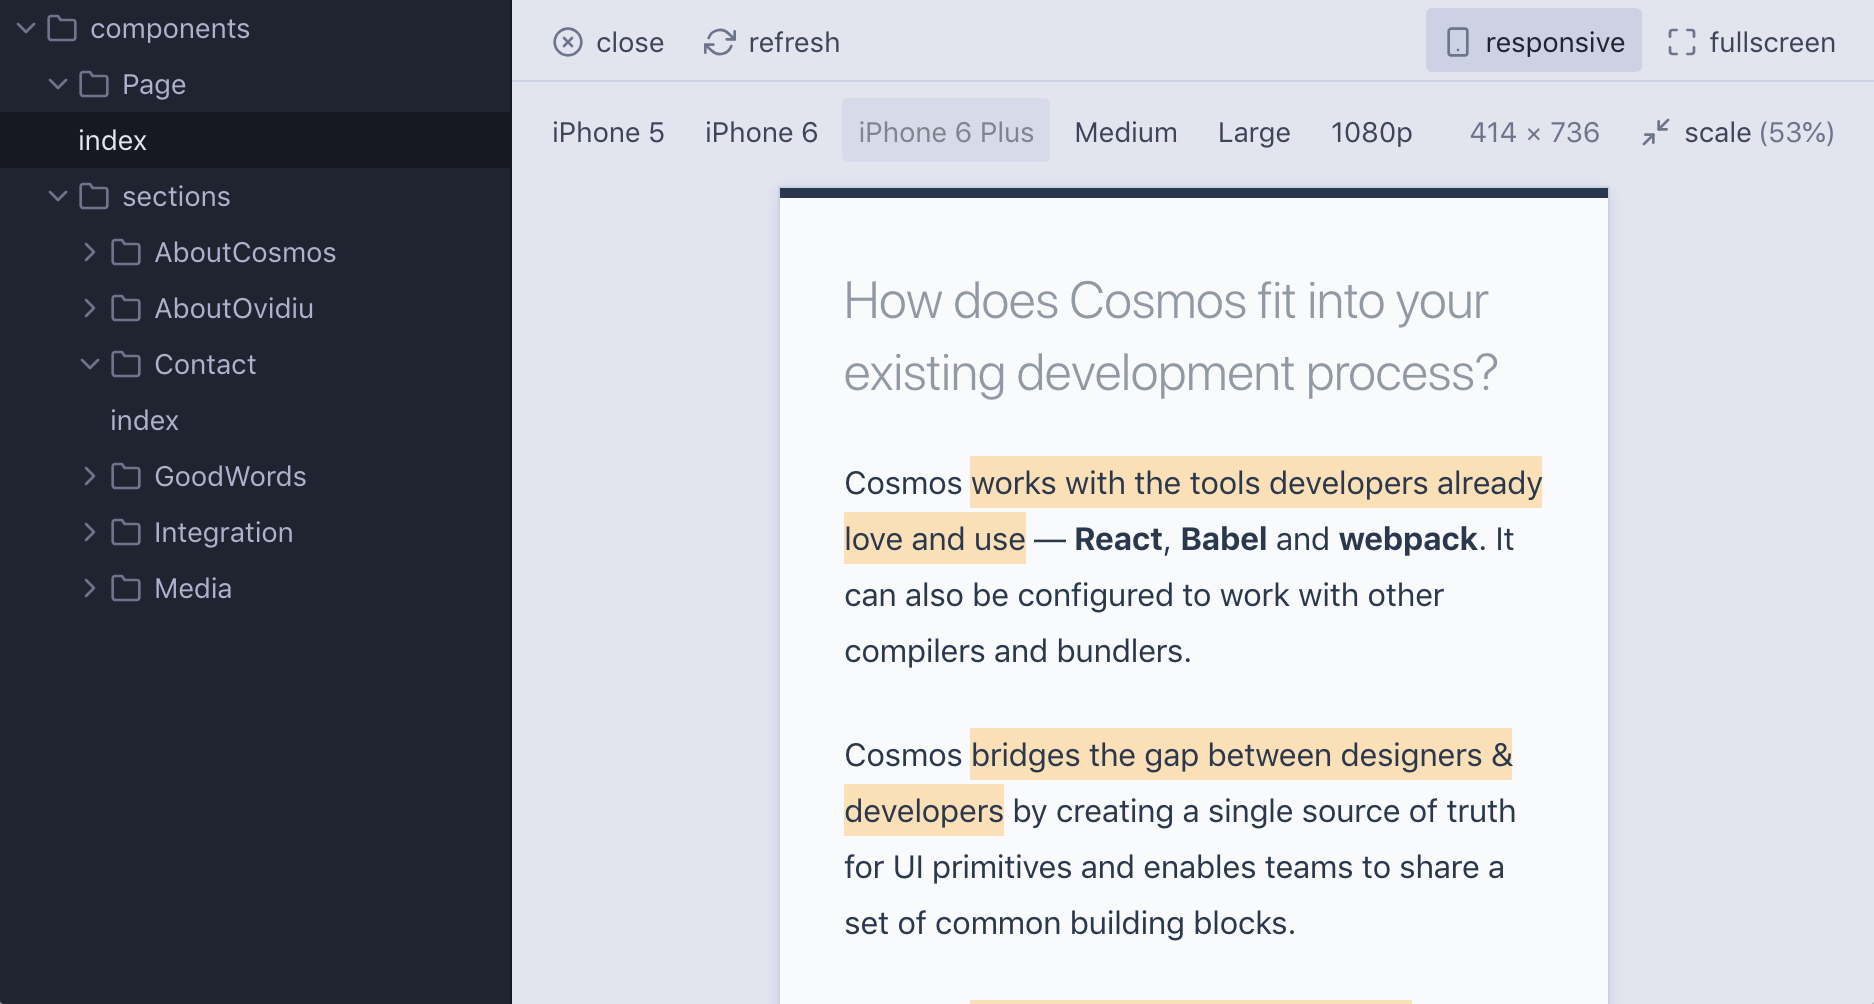 components
Page
index
sections
AboutCosmos
AboutOvidiu
Contact
index
GoodWords
Integration
Media
close refresh responsive fullscreen
iPhone 5 iPhone 6 iPhone 6 Plus Medium Large 1080p 414 × 736 scale (53%)
How does Cosmos fit into your
existing development process?
Cosmos works with the tools developers already
love and use — React, Babel and webpack. It
can also be configured to work with other
compilers and bundlers.
Cosmos bridges the gap between designers &
developers by creating a single source of truth
for UI primitives and enables teams to share a
set of common building blocks.